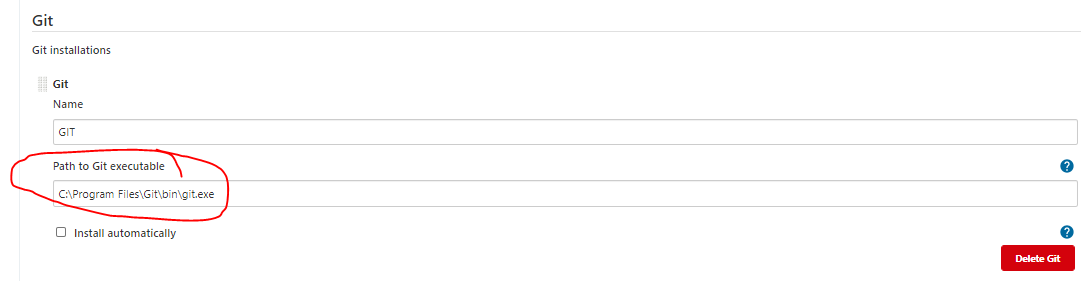 Git
Git installations
Git
Name
GIT
Path to Git executable
?
C:\Program Files\Git\bin\git.exe
Install automatically
?
Delete Git